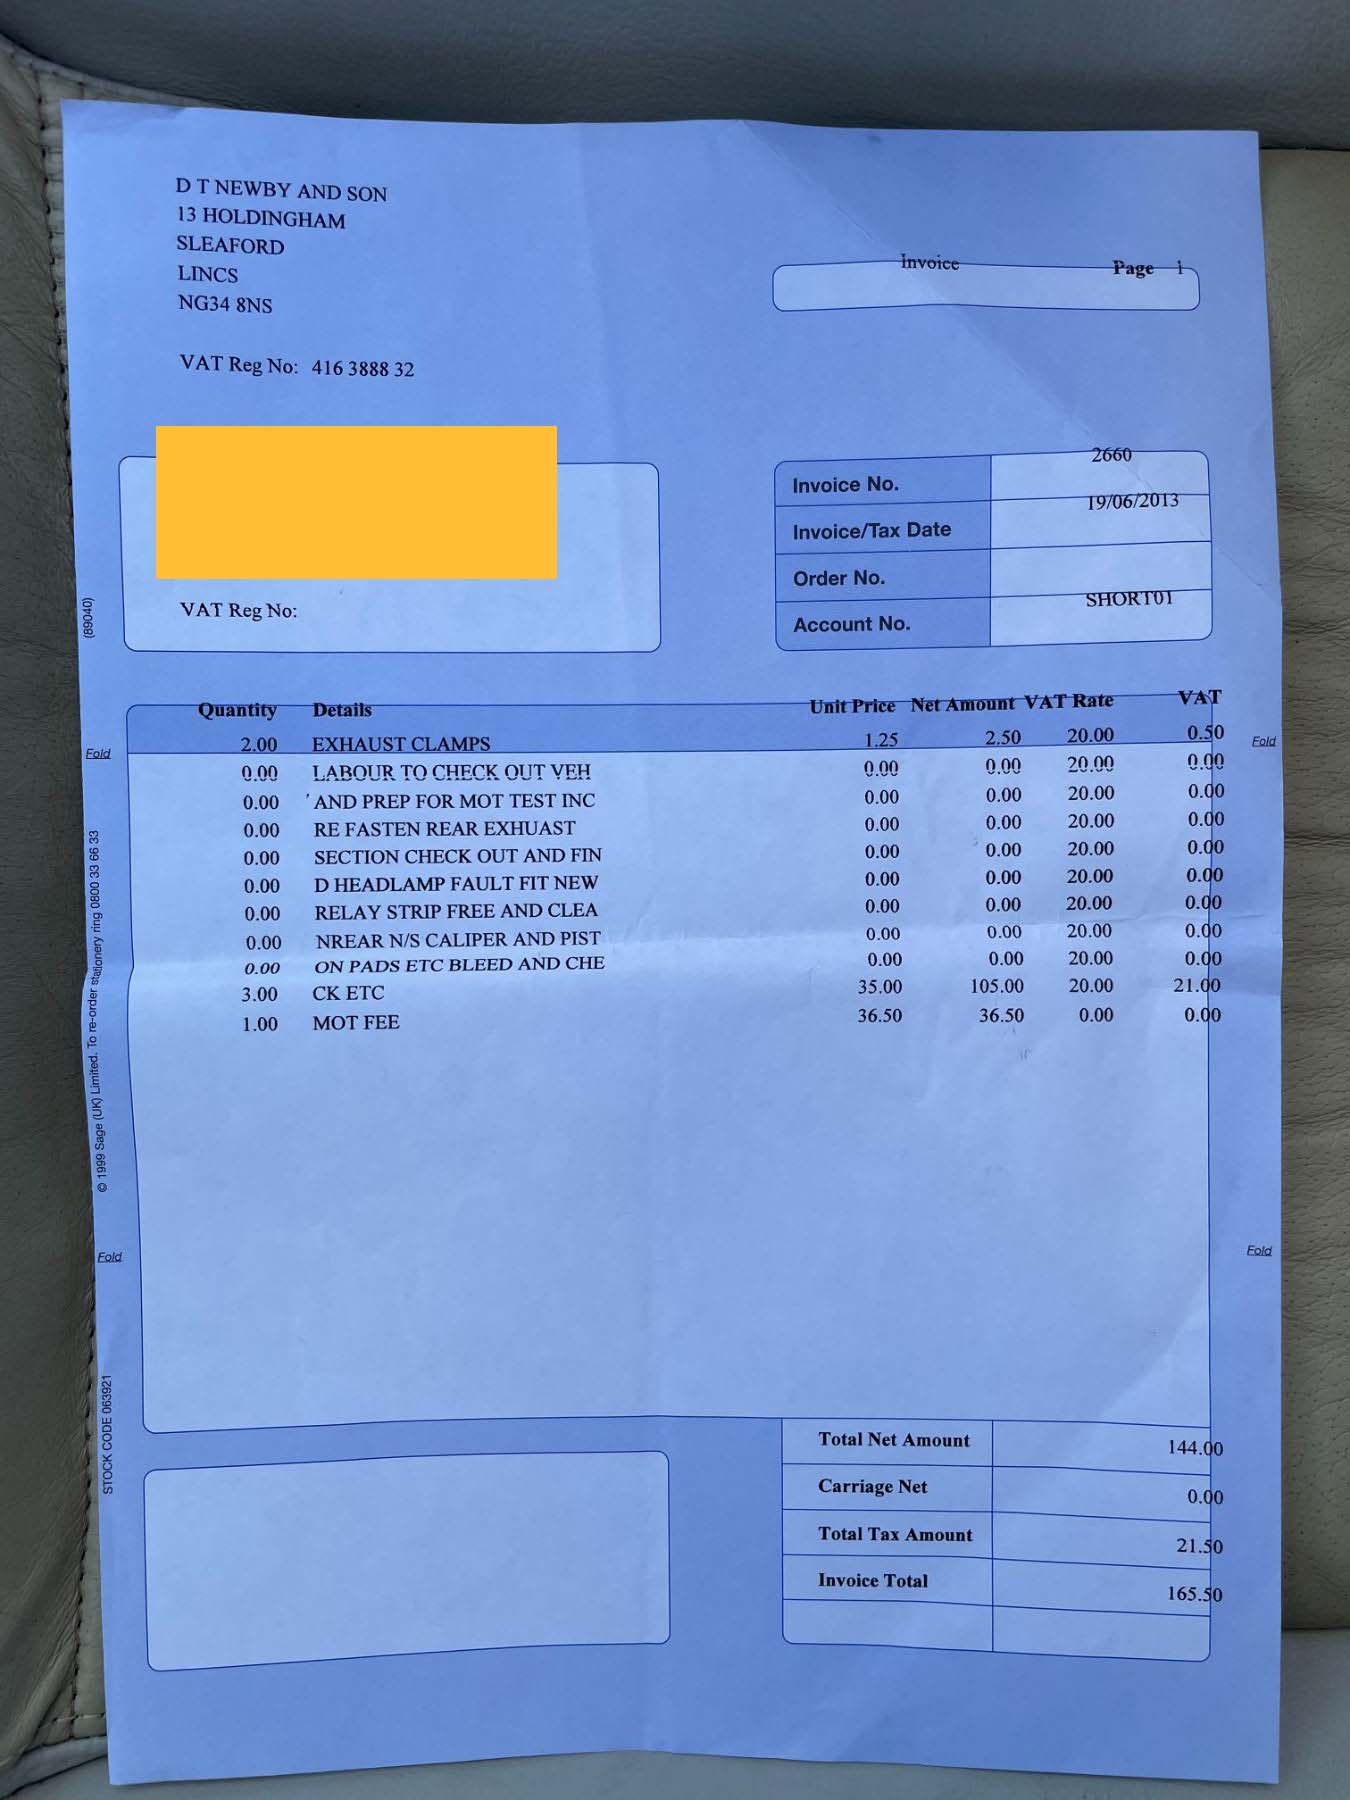 D T NEWBY AND SON
13 HOLDINGHAM
SLEAFORD
LINCS
NG34 8NS
VAT Reg No: 416 3888 32
Invoice Page 1
VAT Reg No:
Invoice No. 2660
Invoice/Tax Date 19/06/2013
Order No.
Account No. SHORT01
Quantity Details Unit Price Net Amount VAT Rate VAT
2.00 EXHAUST CLAMPS 1.25 2.50 20.00 0.50
0.00 LABOUR TO CHECK OUT VEH 0.00 0.00 20.00 0.00
0.00 ' AND PREP FOR MOT TEST INC 0.00 0.00 20.00 0.00
0.00 RE FASTEN REAR EXHUAST 0.00 0.00 20.00 0.00
0.00 SECTION CHECK OUT AND FIN 0.00 0.00 20.00 0.00
0.00 D HEADLAMP FAULT FIT NEW 0.00 0.00 20.00 0.00
0.00 RELAY STRIP FREE AND CLEA 0.00 0.00 20.00 0.00
0.00 NREAR N/S CALIPER AND PIST 0.00 0.00 20.00 0.00
0.00 ON PADS ETC BLEED AND CHE 0.00 0.00 20.00 0.00
3.00 CK ETC 35.00 105.00 20.00 21.00
1.00 MOT FEE 36.50 36.50 0.00 0.00
Total Net Amount 144.00
Carriage Net 0.00
Total Tax Amount 21.50
Invoice Total 165.50
(89040)
Fold
Fold
© 1999 Sage (UK) Limited. To re-order stationery ring 0800 33 66 33
Fold
Fold
STOCK CODE 063921